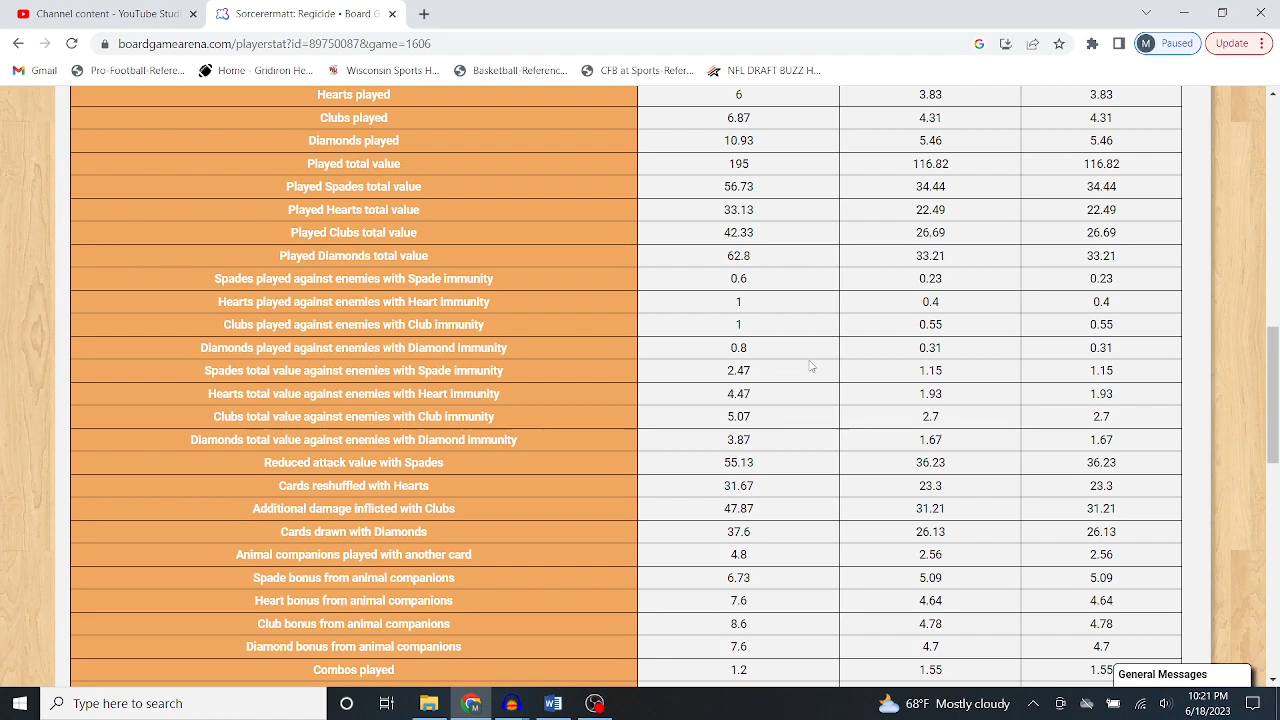 Channel content - YouTube Studio
Sorcerermatt • Regicide • Board G
boardgamearena.com/playerstat?id=89750087&game=1606
M Paused
Update
Gmail
Pro-Football-Refere...
Home - Gridiron He...
Wisconsin Sports H...
Basketball-Referenc...
CFB at Sports-Refer...
NFL DRAFT BUZZ H...
Hearts played 6 3.83 3.83
Clubs played 6.87 4.31 4.31
Diamonds played 10.93 5.46 5.46
Played total value 195 116.82 116.82
Played Spades total value 56.73 34.44 34.44
Played Hearts total value 33.13 22.49 22.49
Played Clubs total value 42.33 26.69 26.69
Played Diamonds total value 62.8 33.21 33.21
Spades played against enemies with Spade immunity 0.6 0.23 0.23
Hearts played against enemies with Heart immunity 1 0.4 0.4
Clubs played against enemies with Club immunity 1 0.55 0.55
Diamonds played against enemies with Diamond immunity 0.8 0.31 0.31
Spades total value against enemies with Spade immunity 2.47 1.15 1.15
Hearts total value against enemies with Heart immunity 4.47 1.93 1.93
Clubs total value against enemies with Club immunity 5.07 2.7 2.7
Diamonds total value against enemies with Diamond immunity 3.87 1.67 1.67
Reduced attack value with Spades 55.13 36.23 36.23
Cards reshuffled with Hearts 31.67 23.3 23.3
Additional damage inflicted with Clubs 47.87 31.21 31.21
Cards drawn with Diamonds 37.6 26.13 26.13
Animal companions played with another card 4.8 2.56 2.56
Spade bonus from animal companions 7.73 5.09 5.09
Heart bonus from animal companions 7.6 4.64 4.64
Club bonus from animal companions 8.6 4.78 4.78
Diamond bonus from animal companions 7.6 4.7 4.7
Combos played 1.2 1.55 1.55
General Messages
Type here to search
80°F Mostly cloudy
10:21 PM
6/18/2023